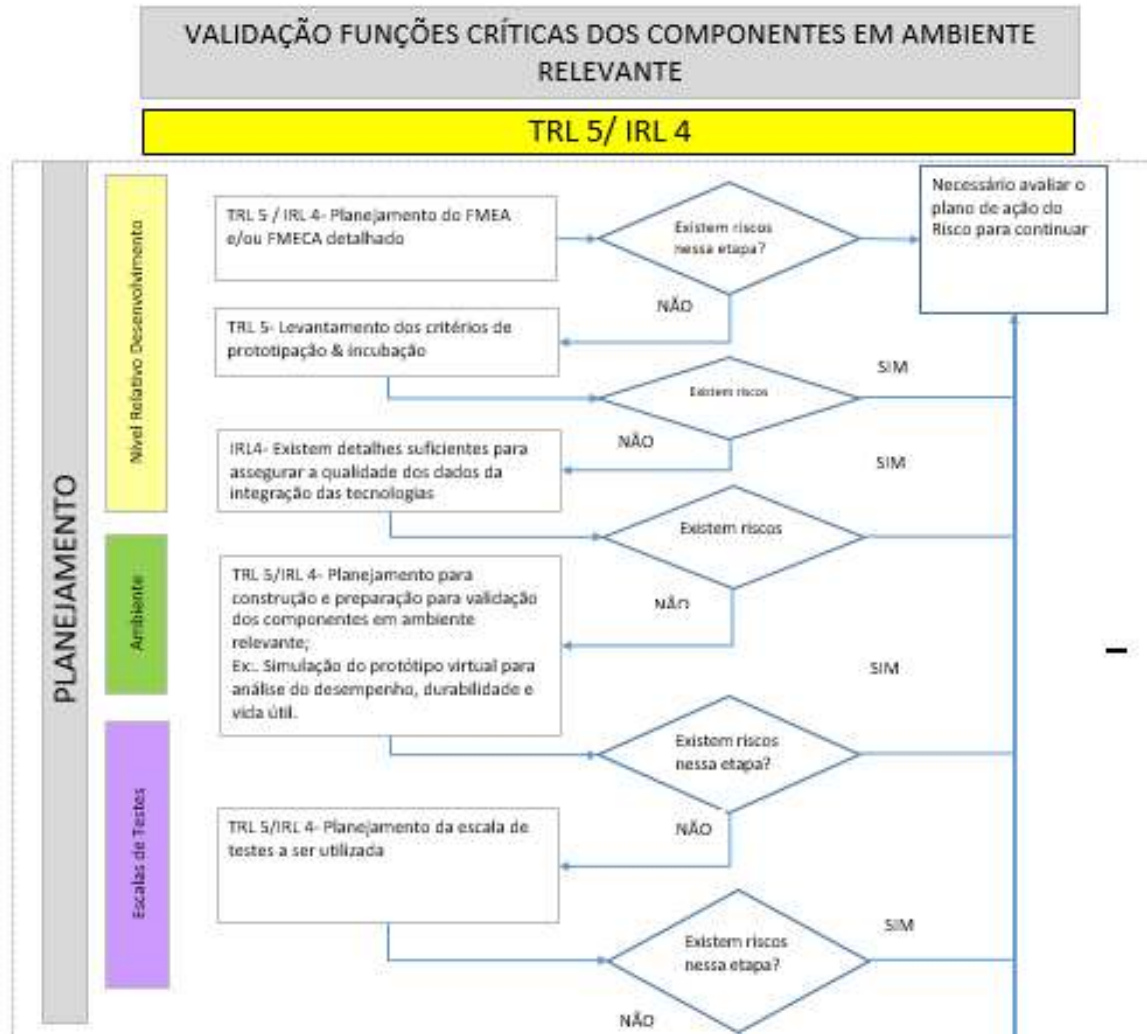 VALIDAÇÃO FUNÇÕES CRÍTICAS DOS COMPONENTES EM AMBIENTE
RELEVANTE
TRL 5/ IRL 4
PLANEJAMENTO
Nível Relativo Desenvolvimento
TRL 5 / IRL 4- Planejamento do FMEA
e/ou FMECA detalhado
Existem riscos
nessa etapa?
Necessário avaliar o
plano de ação do
Risco para continuar
NÃO
TRL 5- Levantamento dos critérios de
prototipação & incubação
Existem riscos
SIM
NÃO
IRL4- Existem detalhes suficientes para
assegurar a qualidade dos dados da
integração das tecnologias
SIM
Existem riscos
Ambiente
TRL 5/IRL 4- Planejamento para
construção e preparação para validação
dos componentes em ambiente
relevante;
Ex:. Simulação do protótipo virtual para
análise do desempenho, durabilidade e
vida útil.
NÃO
SIM
Existem riscos
nessa etapa?
Escalas de Testes
NÃO
TRL 5/IRL 4- Planejamento da escala de
testes a ser utilizada
SIM
Existem riscos
nessa etapa?
NÃO